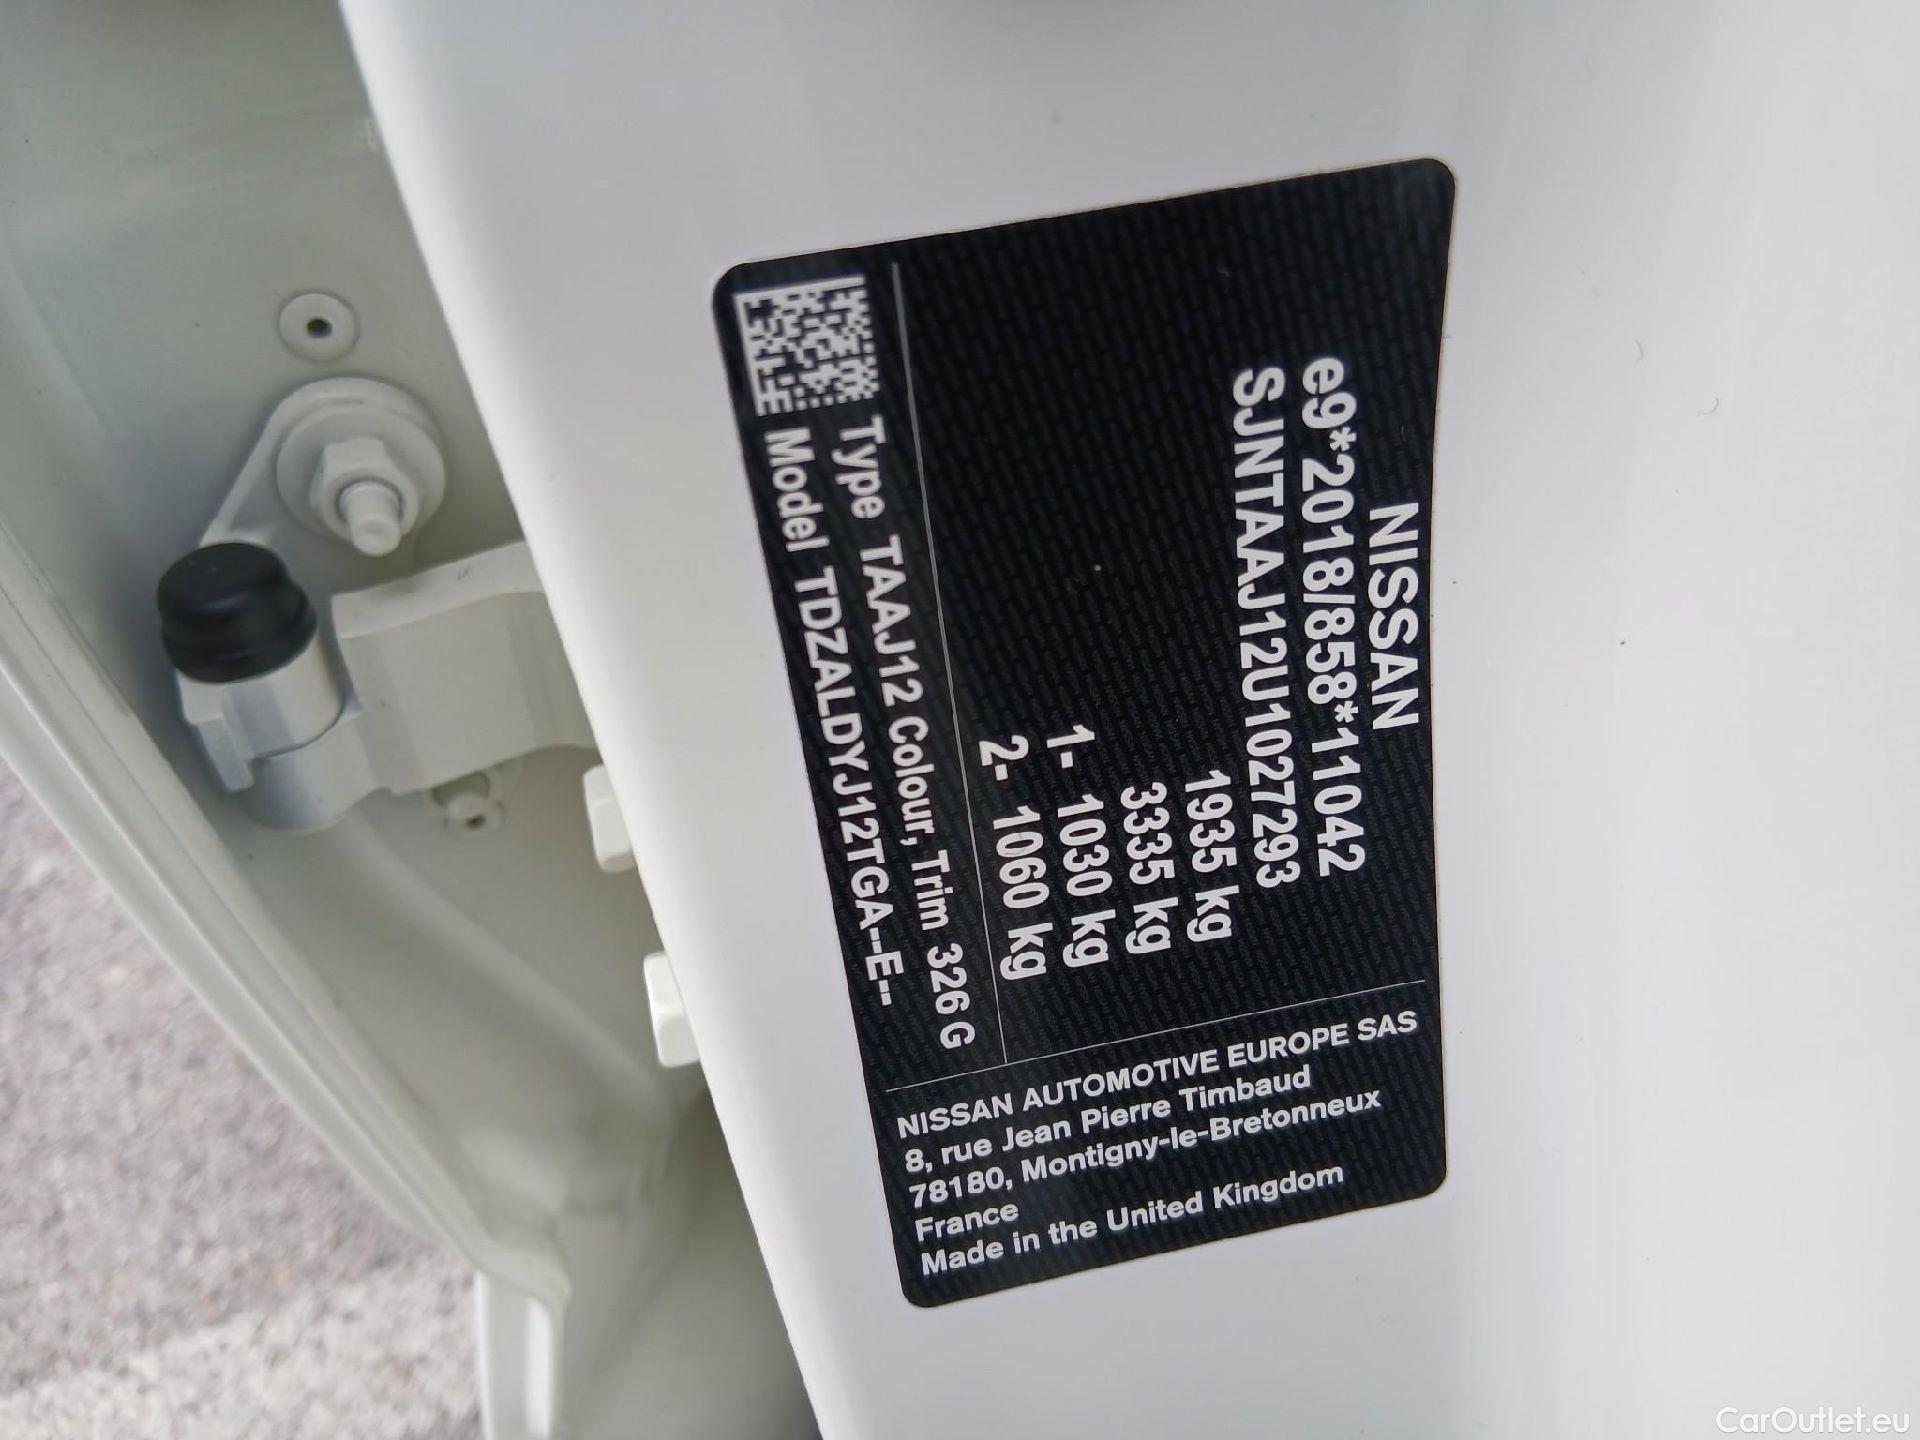 NISSAN
e9*2018/858*11042
SJNTAAJ12U1027293
1935 kg
3335 kg
1- 1030 kg
2- 1060 kg
Type TAAJ12 Colour, Trim 326 G
Model TDZALDYJ12TGA--E--
NISSAN AUTOMOTIVE EUROPE SAS
8, rue Jean Pierre Timbaud
78180, Montigny-le-Bretonneux
France
Made in the United Kingdom
CarOutlet.eu